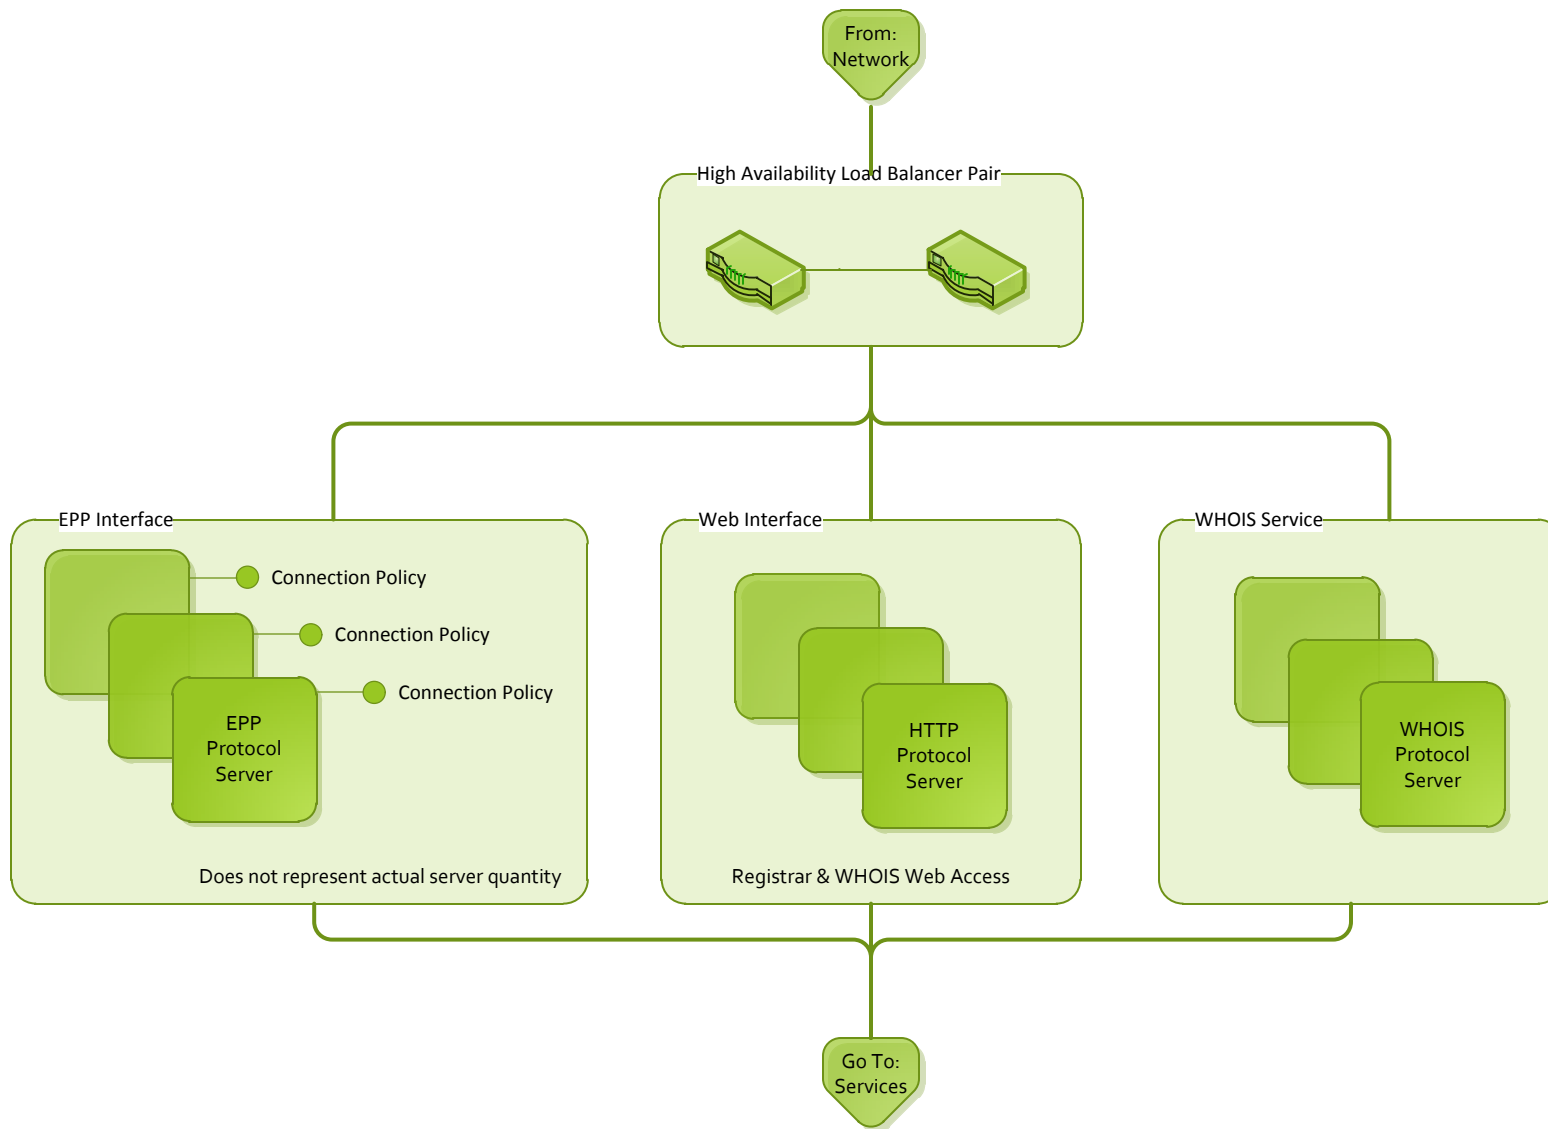 From:
Network
High Availability Load Balancer Pair
EPP Interface
Connection Policy
Connection Policy
Connection Policy
EPP
Protocol
Server
Does not represent actual server quantity
Web Interface
HTTP
Protocol
Server
Registrar & WHOIS Web Access
WHOIS Service
WHOIS
Protocol
Server
Go To:
Services